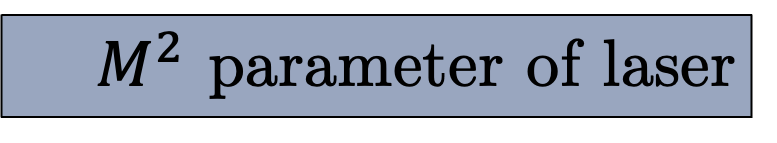 M² parameter of laser